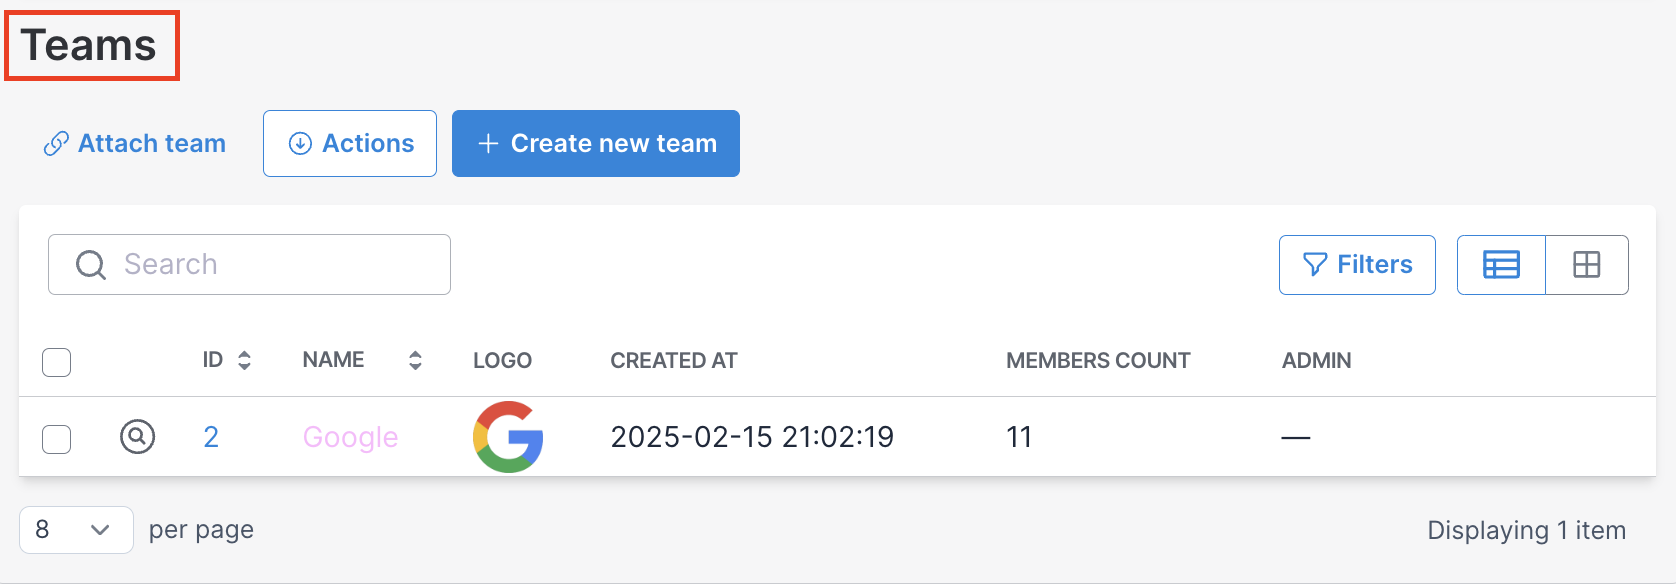 Teams
Attach team Actions Create new team
Search Filters
ID NAME LOGO CREATED AT MEMBERS COUNT ADMIN
2 Google 2025-02-15 21:02:19 11 —
8 per page Displaying 1 item